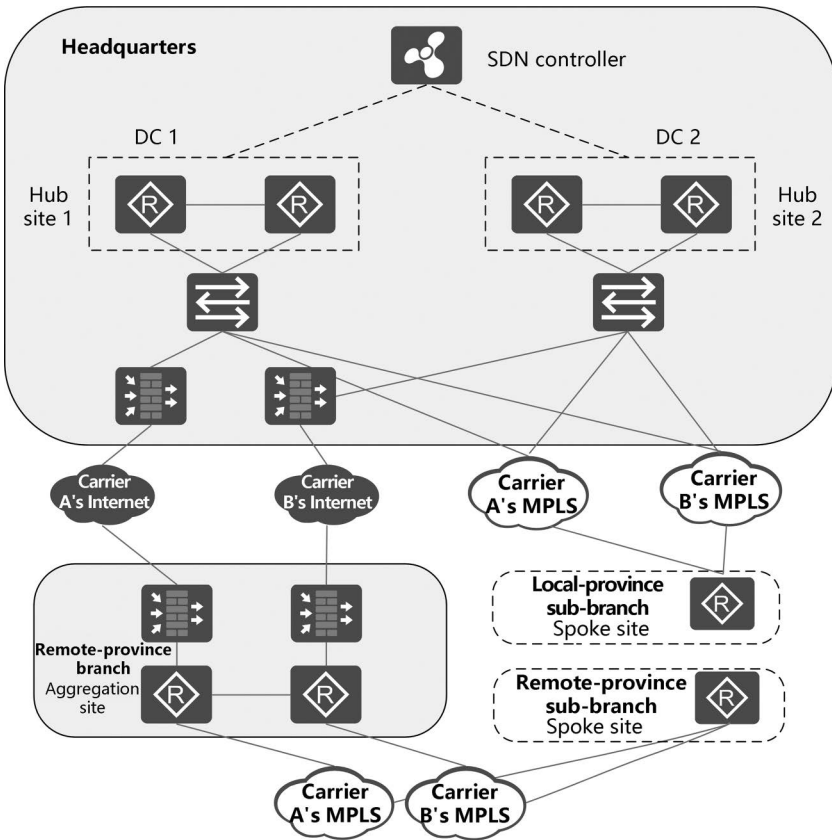 Headquarters
SDN controller
DC 1
DC 2
Hub
site 1
R
R
R
R
Hub
site 2
Carrier
A's Internet
Carrier
B's Internet
Carrier
A's MPLS
Carrier
B's MPLS
Local-province
sub-branch
Spoke site
R
Remote-province
branch
Aggregation
site
R
R
Remote-province
sub-branch
Spoke site
R
Carrier
A's MPLS
Carrier
B's MPLS